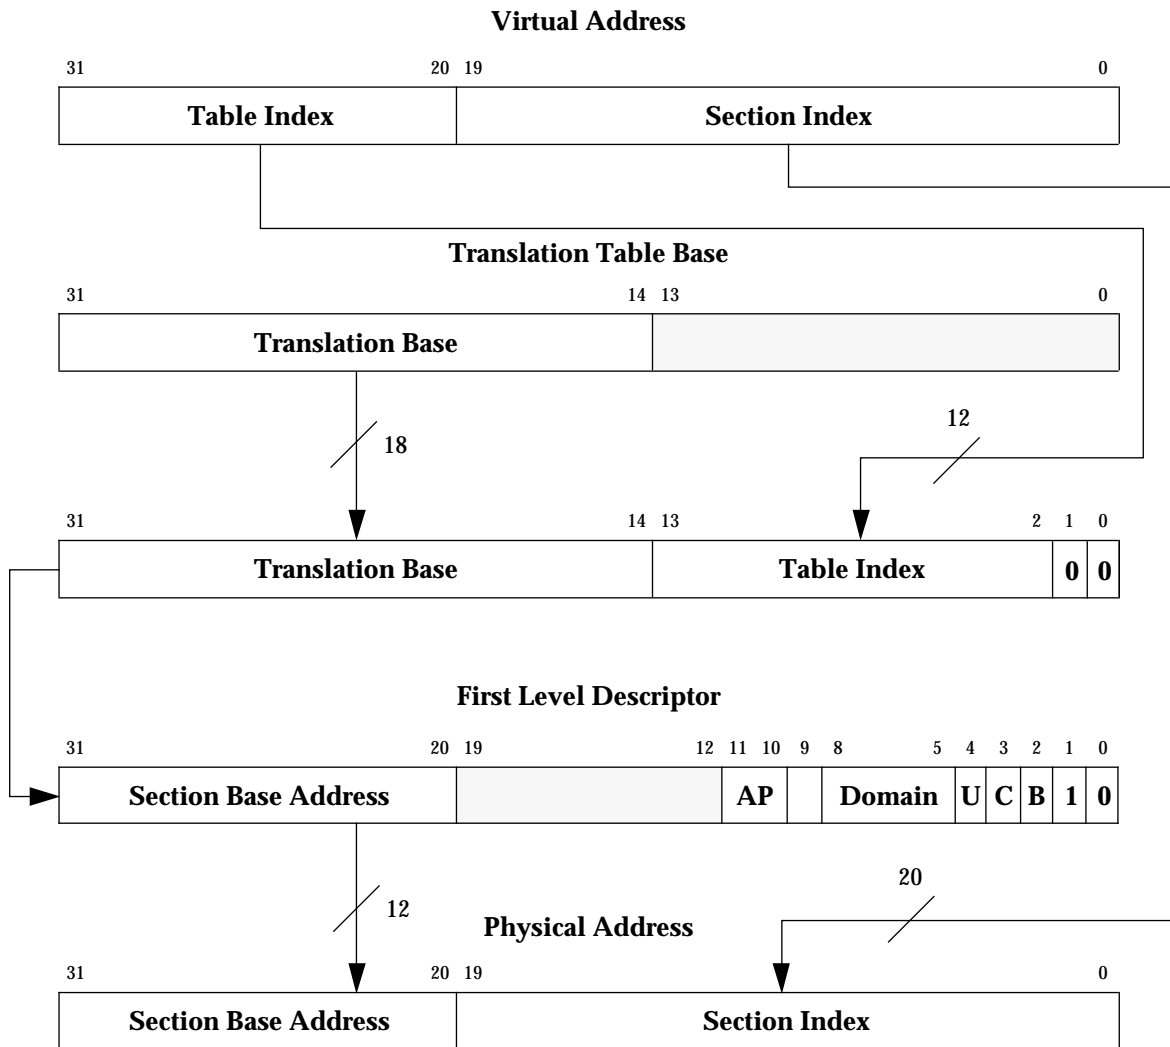 Virtual Address
31 20 19 0
Table Index Section Index
Translation Table Base
31 14 13 0
Translation Base
18 12
31 14 13 2 1 0
Translation Base Table Index 0 0
First Level Descriptor
31 20 19 12 11 10 9 8 5 4 3 2 1 0
Section Base Address AP Domain U C B 1 0
12 20
Physical Address
31 20 19 0
Section Base Address Section Index